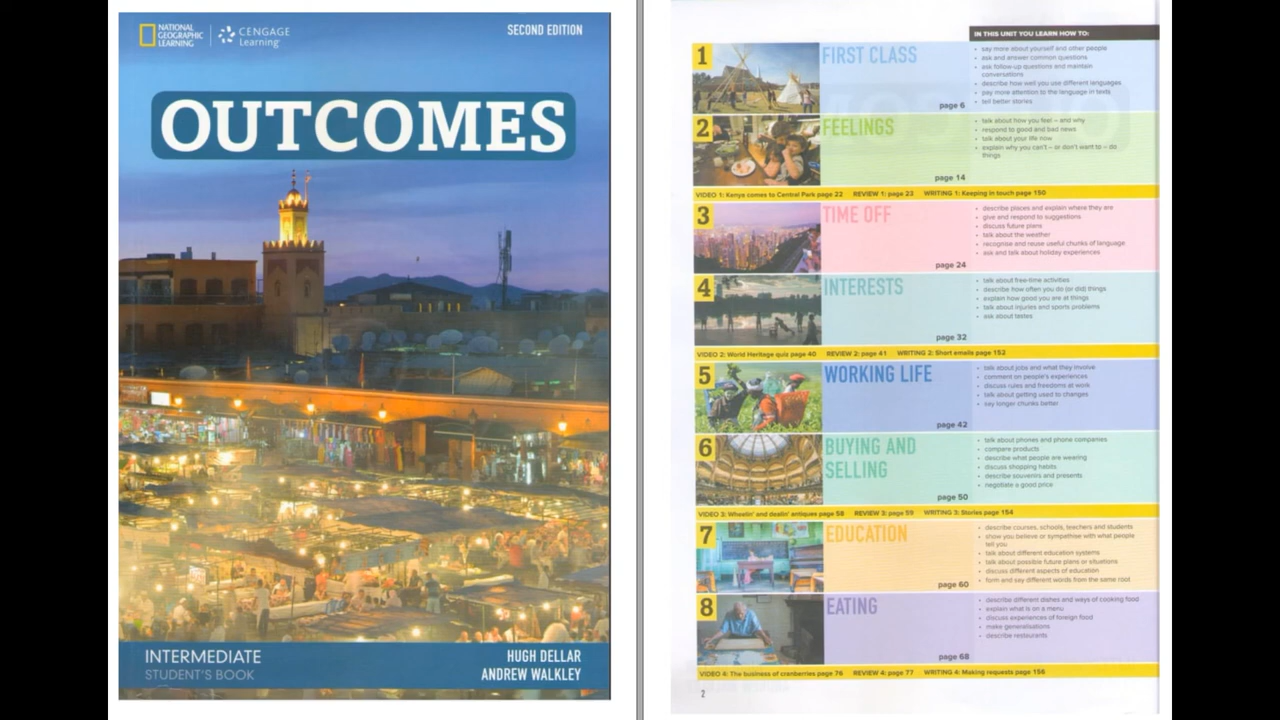 NATIONAL
GEOGRAPHIC
LEARNING
CENGAGE
Learning
SECOND EDITION
OUTCOMES
INTERMEDIATE
STUDENT'S BOOK
HUGH DELLAR
ANDREW WALKLEY
IN THIS UNIT YOU LEARN HOW TO:
1
FIRST CLASS
page 6
• say more about yourself and other people
• ask and answer common questions
• ask follow-up questions and maintain
conversations
• describe how well you use different languages
• pay more attention to the language in texts
• tell better stories
2
FEELINGS
page 14
• talk about how you feel – and why
• respond to good and bad news
• talk about your life now
• explain why you can't – or don't want to – do
things
VIDEO 1: Kenya comes to Central Park page 22 REVIEW 1: page 23 WRITING 1: Keeping in touch page 150
3
TIME OFF
page 24
• describe places and explain where they are
• give and respond to suggestions
• discuss future plans
• talk about the weather
• recognise and reuse useful chunks of language
• ask and talk about holiday experiences
4
INTERESTS
page 32
• talk about free-time activities
• describe how often you do (or did) things
• explain how good you are at things
• talk about injuries and sports problems
• ask about tastes
VIDEO 2: World Heritage quiz page 40 REVIEW 2: page 41 WRITING 2: Short emails page 152
5
WORKING LIFE
page 42
• talk about jobs and what they involve
• comment on people's experiences
• discuss rules and freedoms at work
• talk about getting used to changes
• say longer chunks better
6
BUYING AND
SELLING
page 50
• talk about phones and phone companies
• compare products
• describe what people are wearing
• discuss shopping habits
• describe souvenirs and presents
• negotiate a good price
VIDEO 3: Wheelin' and dealin' antiques page 58 REVIEW 3: page 59 WRITING 3: Stories page 154
7
EDUCATION
page 60
• describe courses, schools, teachers and students
• show you believe or sympathise with what people
tell you
• talk about different education systems
• talk about possible future plans or situations
• discuss different aspects of education
• form and say different words from the same root
8
EATING
page 68
• describe different dishes and ways of cooking food
• explain what is on a menu
• discuss experiences of foreign food
• make generalisations
• describe restaurants
VIDEO 4: The business of cranberries page 76 REVIEW 4: page 77 WRITING 4: Making requests page 156
2